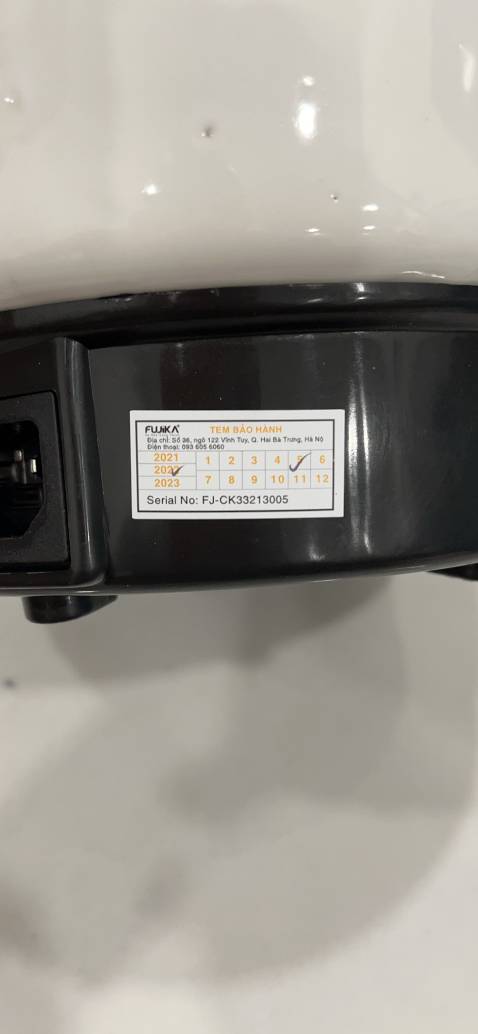 FUJIKA TEM BẢO HÀNH
Địa chỉ: Số 36, ngõ 122 Vĩnh Tuy, Q. Hai Bà Trưng, Hà Nộ
Điện thoại: 093 605 6060
2021 1 2 3 4 5 6
2022
2023 7 8 9 10 11 12
Serial No: FJ-CK33213005